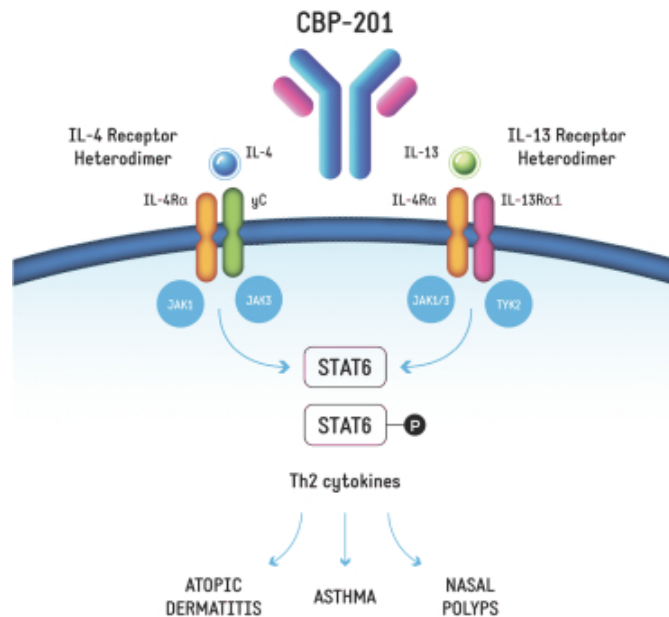 CBP-201
IL-4 Receptor
Heterodimer
IL-4
IL-13
IL-13 Receptor
Heterodimer
IL-4Rα
yC
IL-4Rα
IL-13Rα1
JAK1
JAK3
JAK1/3
TYK2
STAT6
STAT6
P
Th2 cytokines
ATOPIC
DERMATITIS
ASTHMA
NASAL
POLYPS